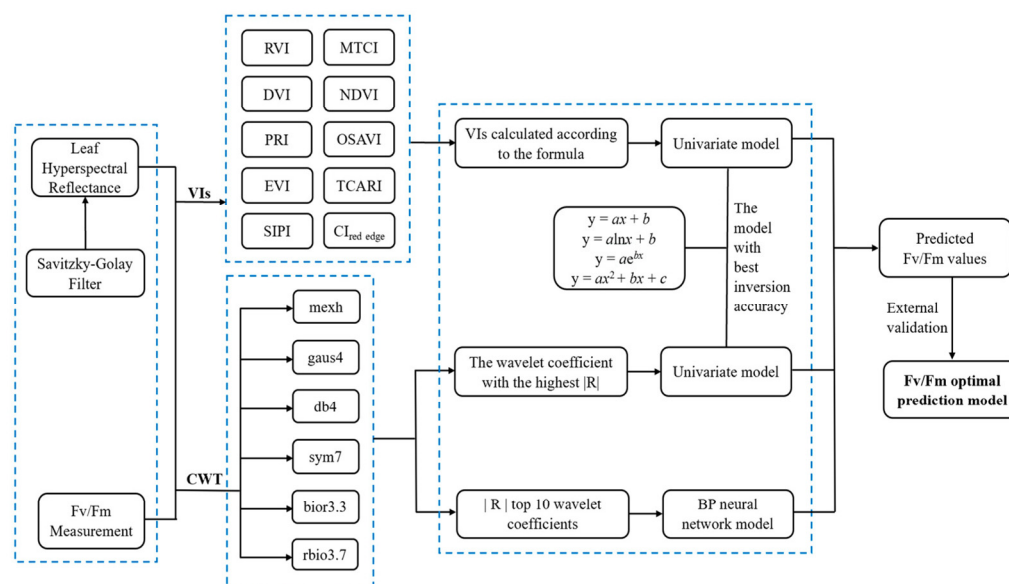 Leaf
Hyperspectral
Reflectance
Savitzky-Golay
Filter
Fv/Fm
Measurement
VIs
CWT
RVI
MTCI
DVI
NDVI
PRI
OSAVI
EVI
TCARI
SIPI
CIred edge
mexh
gaus4
db4
sym7
bior3.3
rbio3.7
VIs calculated according
to the formula
Univariate model
y = ax + b
y = alnx + b
y = ae^bx
y = ax² + bx + c
The
model
with
best
inversion
accuracy
The wavelet coefficient
with the highest |R|
Univariate model
| R | top 10 wavelet
coefficients
BP neural
network model
Predicted
Fv/Fm values
External
validation
Fv/Fm optimal
prediction model